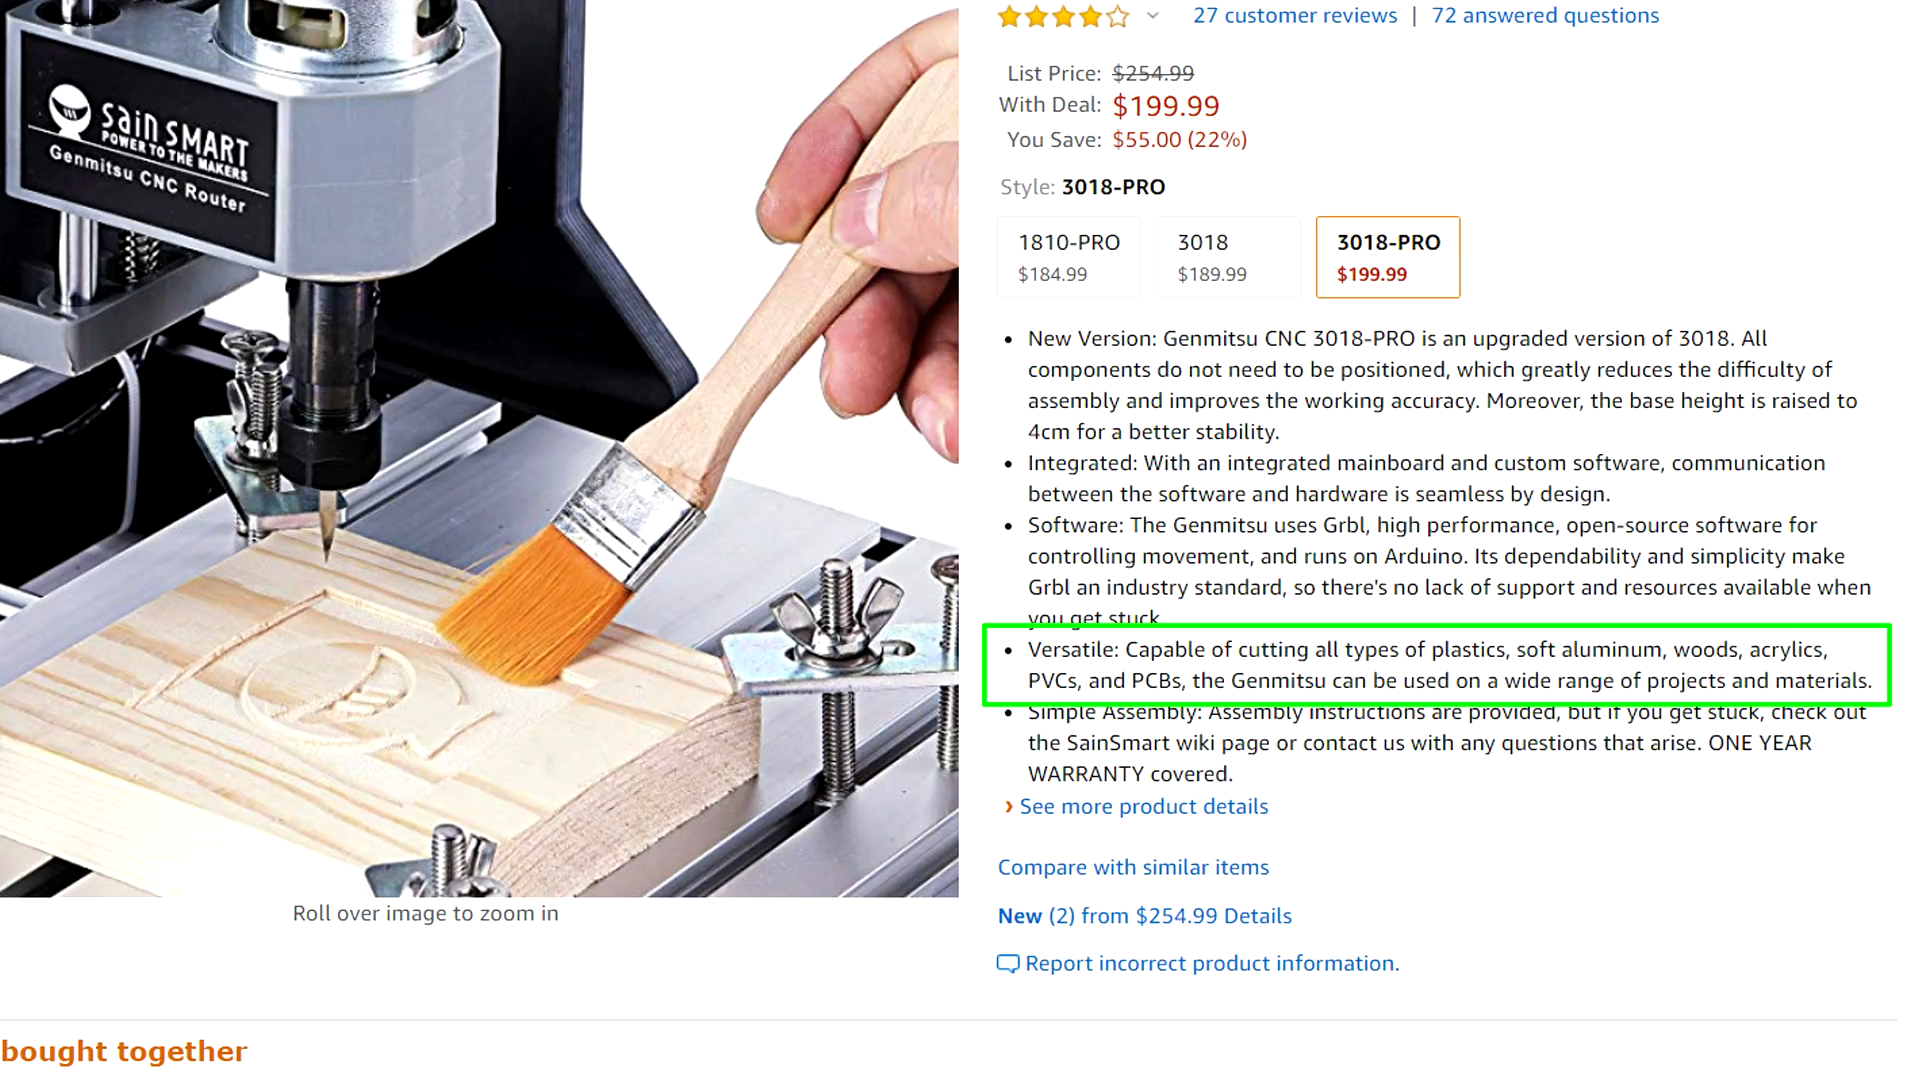 Sain SMART
POWER TO THE MAKERS
Genmitsu CNC Router
27 customer reviews | 72 answered questions
List Price: $254.99
With Deal: $199.99
You Save: $55.00 (22%)
Style: 3018-PRO
1810-PRO 3018 3018-PRO
$184.99 $189.99 $199.99
• New Version: Genmitsu CNC 3018-PRO is an upgraded version of 3018. All
components do not need to be positioned, which greatly reduces the difficulty of
assembly and improves the working accuracy. Moreover, the base height is raised to
4cm for a better stability.
• Integrated: With an integrated mainboard and custom software, communication
between the software and hardware is seamless by design.
• Software: The Genmitsu uses Grbl, high performance, open-source software for
controlling movement, and runs on Arduino. Its dependability and simplicity make
Grbl an industry standard, so there's no lack of support and resources available when
you get stuck
• Versatile: Capable of cutting all types of plastics, soft aluminum, woods, acrylics,
PVCs, and PCBs, the Genmitsu can be used on a wide range of projects and materials.
• Simple Assembly: Assembly instructions are provided, but if you get stuck, check out
the SainSmart wiki page or contact us with any questions that arise. ONE YEAR
WARRANTY covered.
› See more product details
Compare with similar items
New (2) from $254.99 Details
Report incorrect product information.
Roll over image to zoom in
bought together